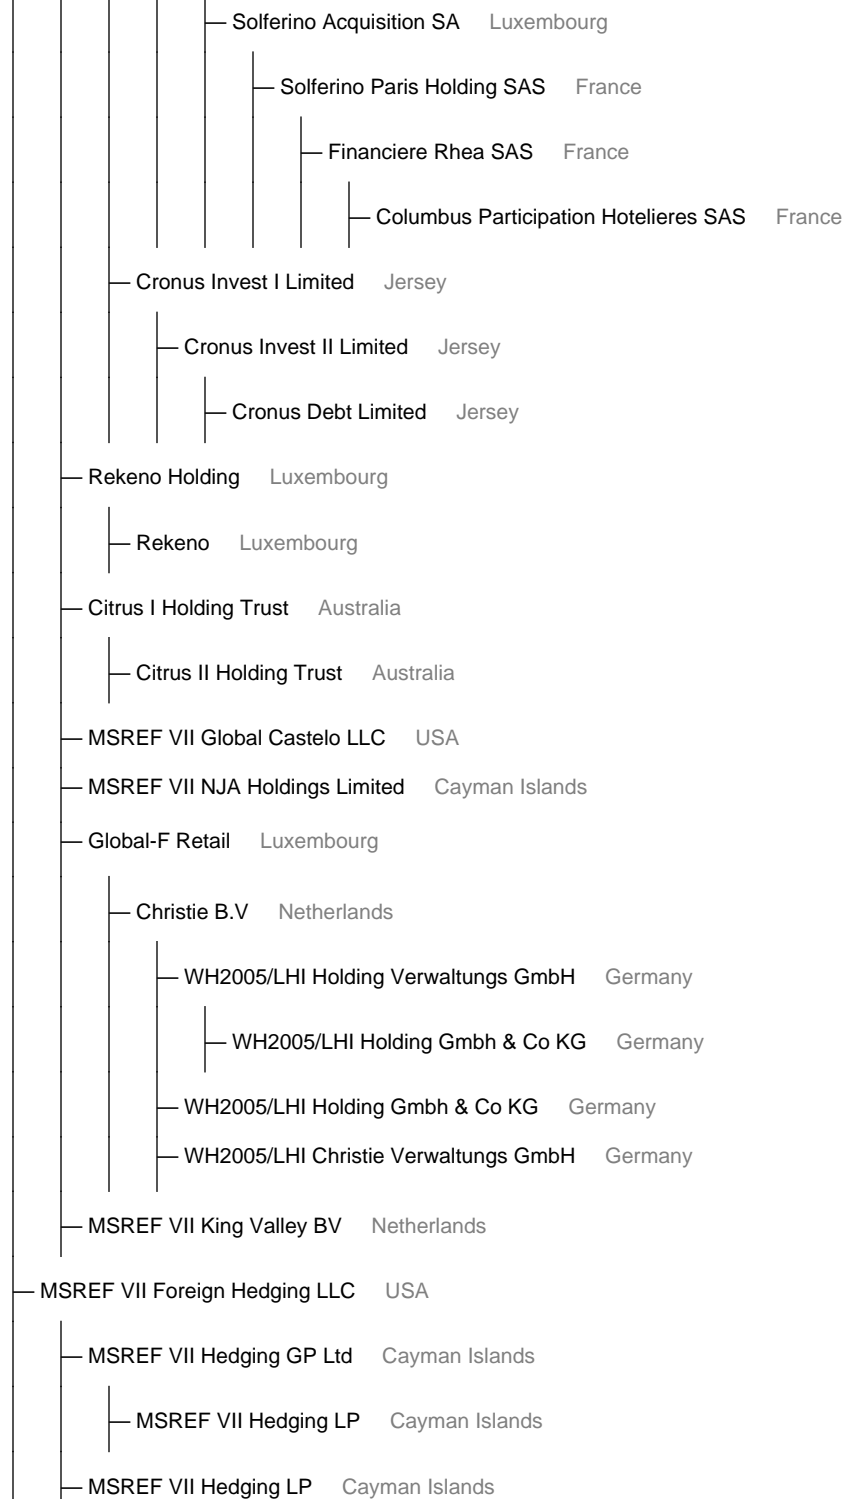 Solferino Acquisition SA Luxembourg
Solferino Paris Holding SAS France
Financiere Rhea SAS France
Columbus Participation Hotelieres SAS France
Cronus Invest I Limited Jersey
Cronus Invest II Limited Jersey
Cronus Debt Limited Jersey
Rekeno Holding Luxembourg
Rekeno Luxembourg
Citrus I Holding Trust Australia
Citrus II Holding Trust Australia
MSREF VII Global Castelo LLC USA
MSREF VII NJA Holdings Limited Cayman Islands
Global-F Retail Luxembourg
Christie B.V Netherlands
WH2005/LHI Holding Verwaltungs GmbH Germany
WH2005/LHI Holding Gmbh & Co KG Germany
WH2005/LHI Holding Gmbh & Co KG Germany
WH2005/LHI Christie Verwaltungs GmbH Germany
MSREF VII King Valley BV Netherlands
MSREF VII Foreign Hedging LLC USA
MSREF VII Hedging GP Ltd Cayman Islands
MSREF VII Hedging LP Cayman Islands
MSREF VII Hedging LP Cayman Islands